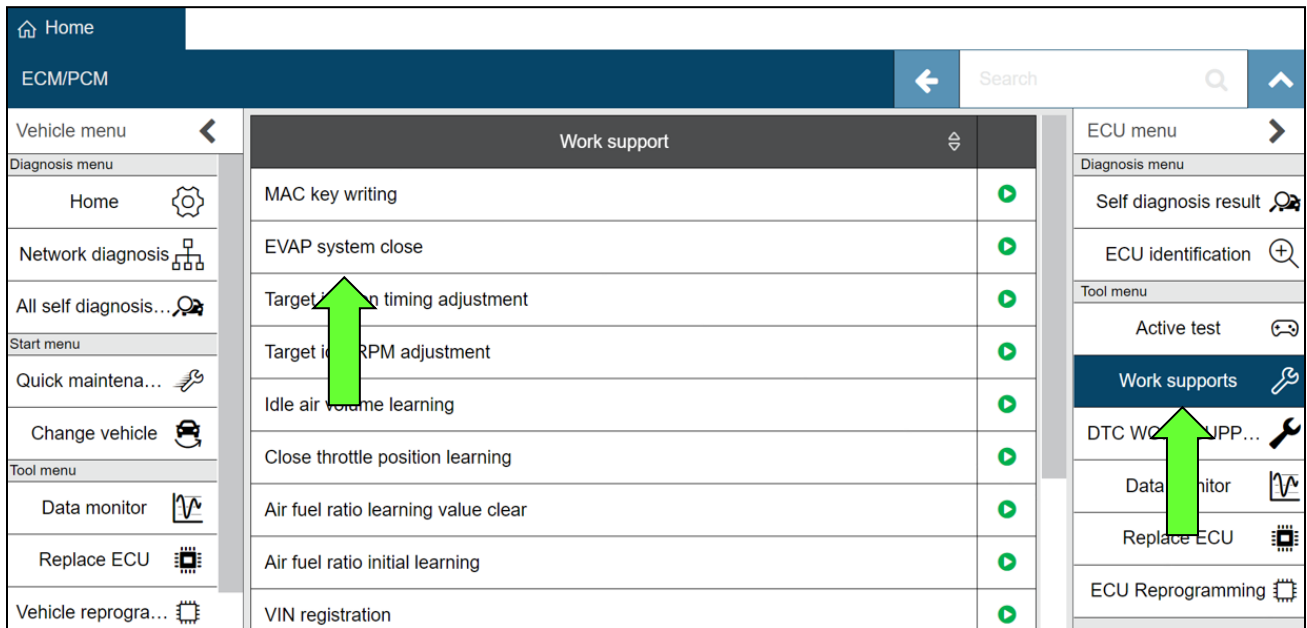 Home
ECM/PCM
Search
Vehicle menu
Diagnosis menu
Home
Network diagnosis
All self diagnosis...
Start menu
Quick maintena...
Change vehicle
Tool menu
Data monitor
Replace ECU
Vehicle reprogra...
Work support
MAC key writing
EVAP system close
Target timing adjustment
Target RPM adjustment
Idle air volume learning
Close throttle position learning
Air fuel ratio learning value clear
Air fuel ratio initial learning
VIN registration
ECU menu
Diagnosis menu
Self diagnosis result
ECU identification
Tool menu
Active test
Work supports
DTC
Data monitor
Replace ECU
ECU Reprogramming